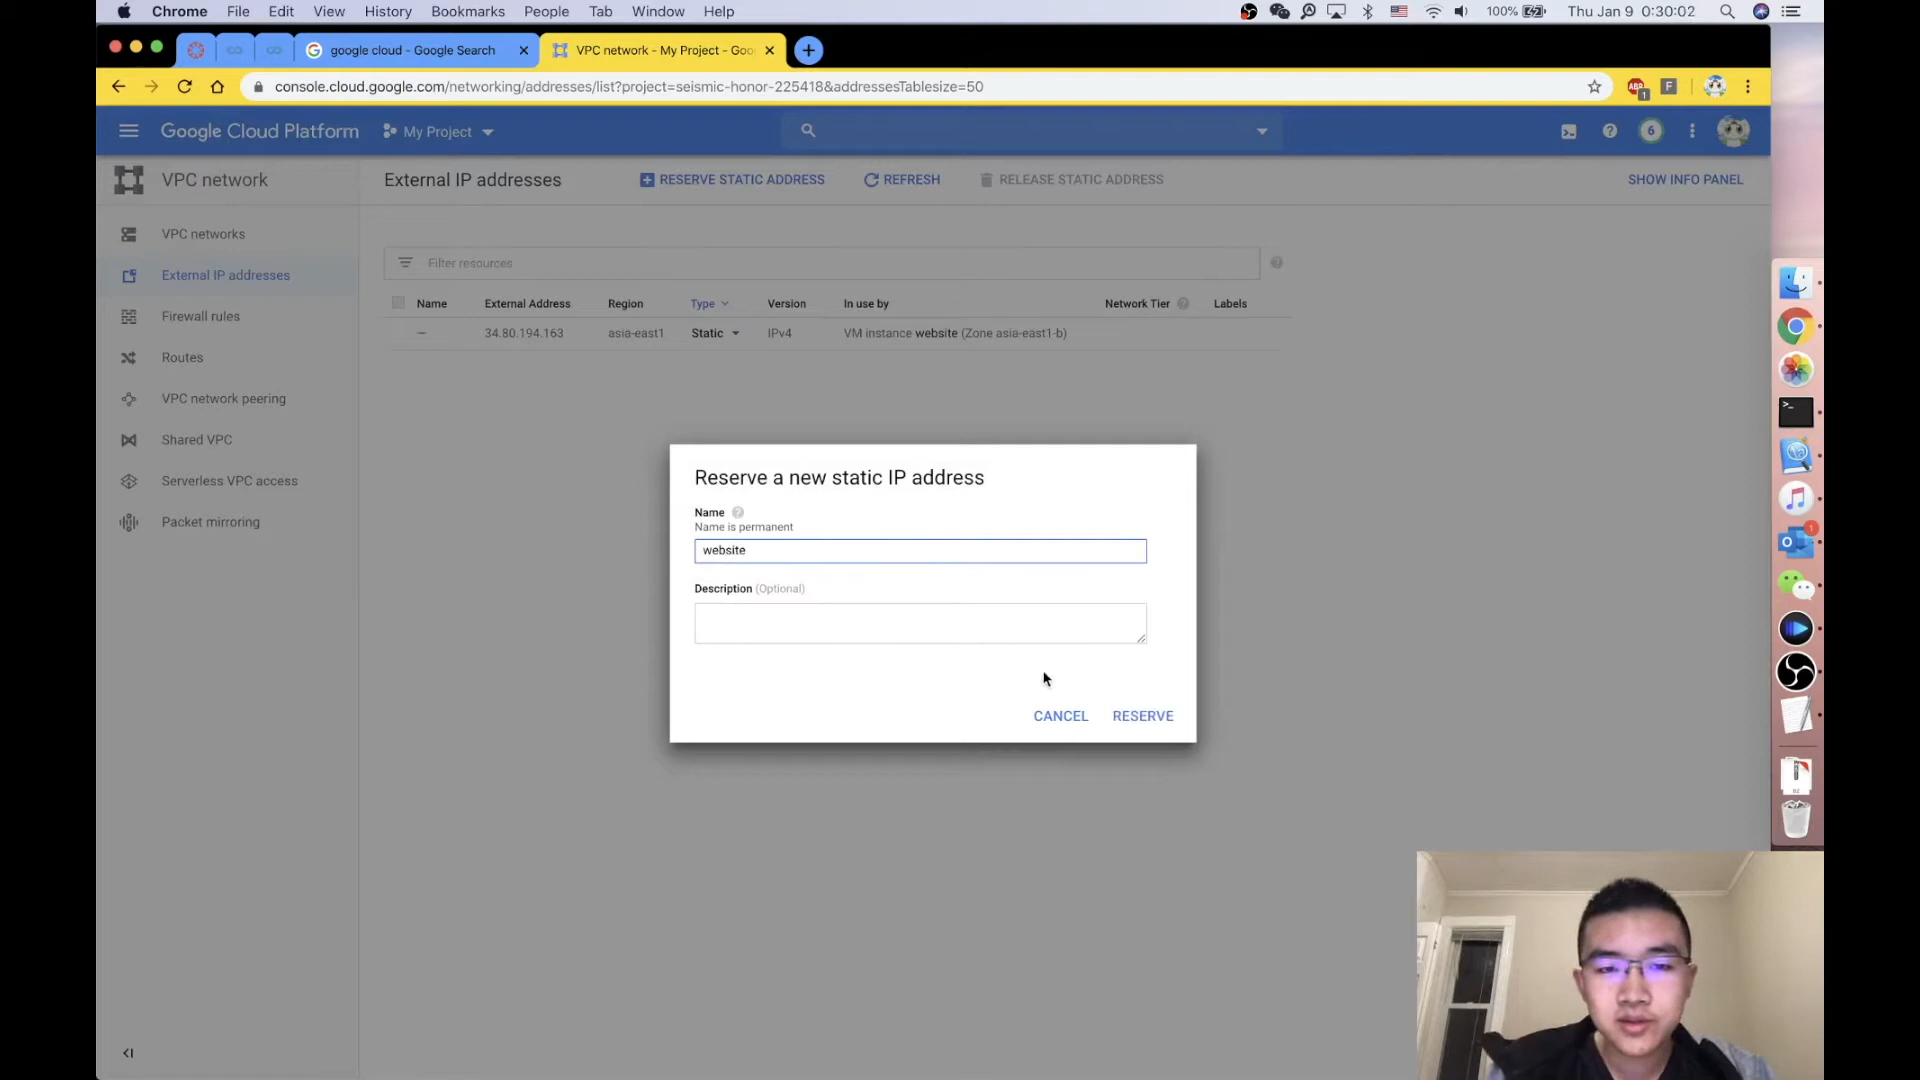 Chrome File Edit View History Bookmarks People Tab Window Help 100% Thu Jan 9 0:30:02
google cloud - Google Search VPC network - My Project - Goo
console.cloud.google.com/networking/addresses/list?project=seismic-honor-225418&addressesTablesize=50
ABP 1 F
Google Cloud Platform My Project 6
VPC network External IP addresses RESERVE STATIC ADDRESS REFRESH RELEASE STATIC ADDRESS SHOW INFO PANEL
VPC networks
External IP addresses
Firewall rules
Routes
VPC network peering
Shared VPC
Serverless VPC access
Packet mirroring
Filter resources
Name External Address Region Type Version In use by Network Tier Labels
— 34.80.194.163 asia-east1 Static IPv4 VM instance website (Zone asia-east1-b)
Reserve a new static IP address
Name
Name is permanent
website
Description (Optional)
CANCEL RESERVE
1